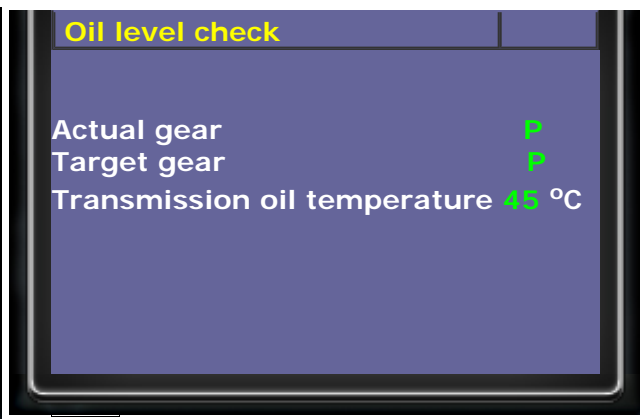 Oil level check
Actual gear P
Target gear P
Transmission oil temperature 45 °C